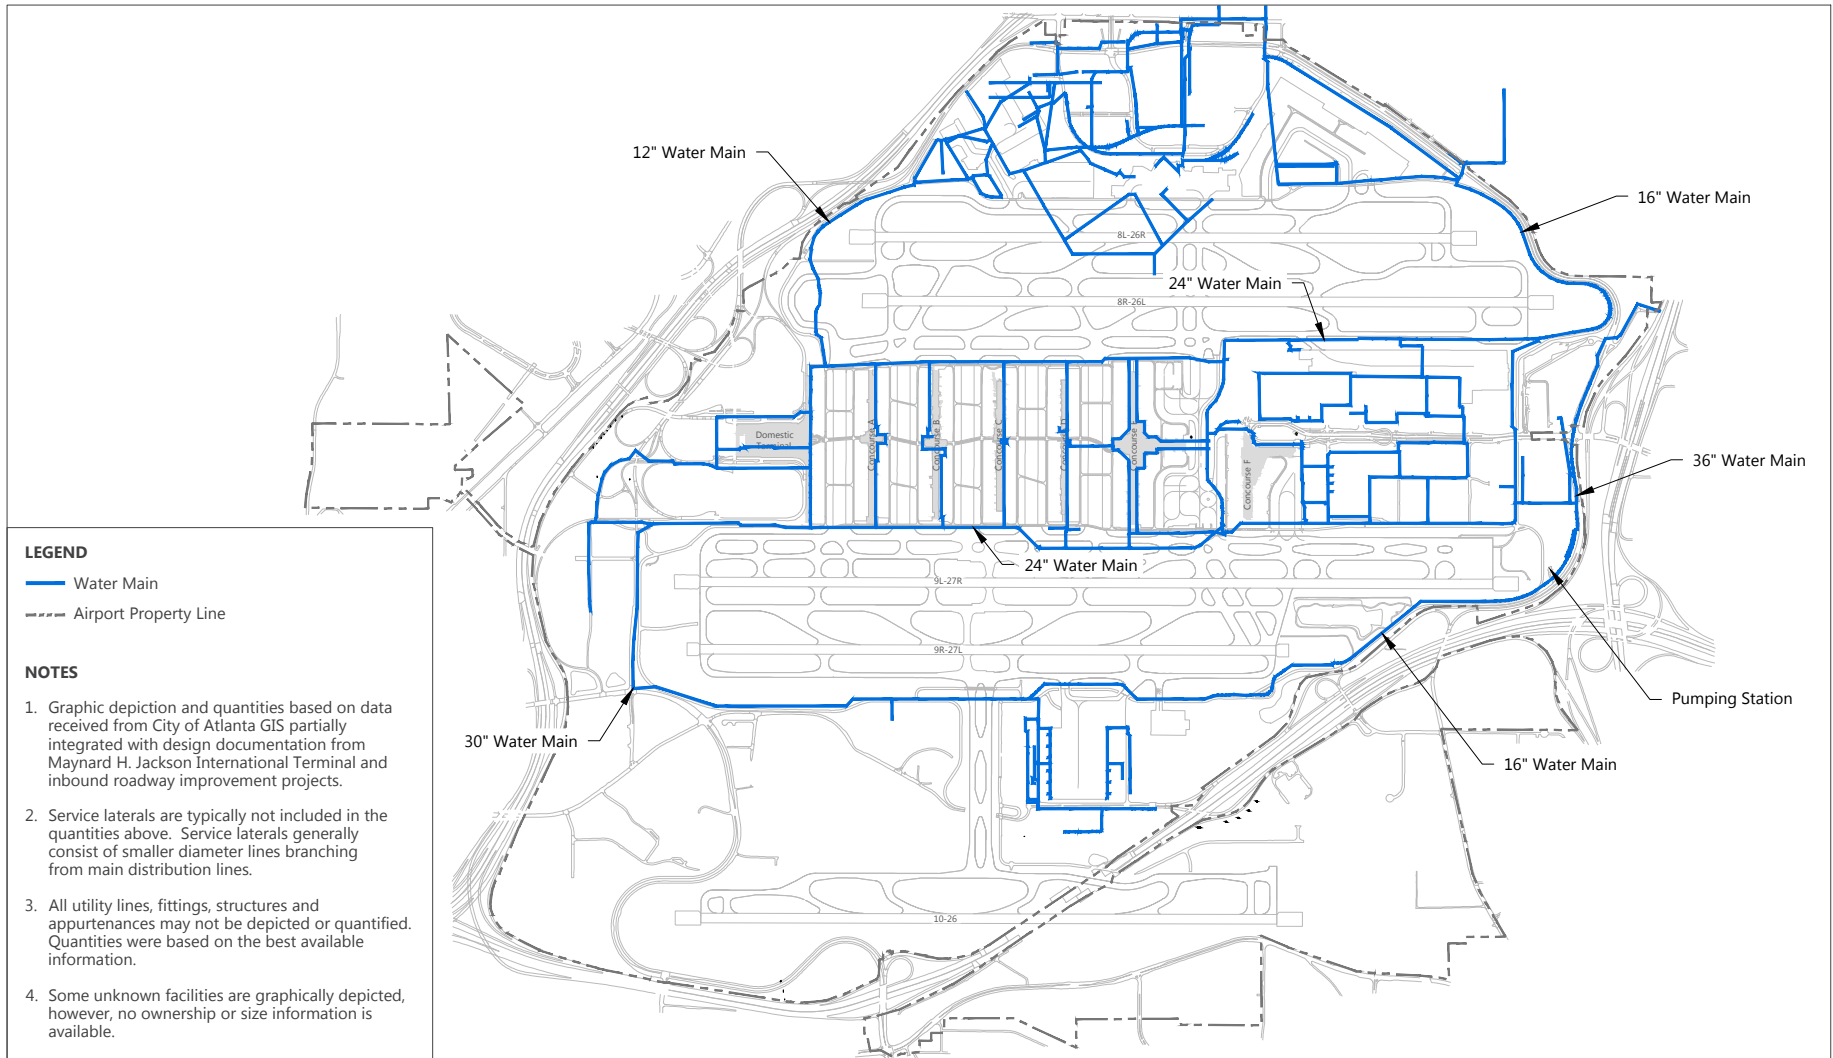 12" Water Main
16" Water Main
8L-26R
24" Water Main
8R-26L
Domestic
Terminal
Concourse A
Concourse B
Concourse C
Concourse D
Concourse E
Concourse F
36" Water Main
24" Water Main
9L-27R
9R-27L
Pumping Station
30" Water Main
16" Water Main
10-26
LEGEND
Water Main
Airport Property Line
NOTES
1. Graphic depiction and quantities based on data
received from City of Atlanta GIS partially
integrated with design documentation from
Maynard H. Jackson International Terminal and
inbound roadway improvement projects.
2. Service laterals are typically not included in the
quantities above. Service laterals generally
consist of smaller diameter lines branching
from main distribution lines.
3. All utility lines, fittings, structures and
appurtenances may not be depicted or quantified.
Quantities were based on the best available
information.
4. Some unknown facilities are graphically depicted,
however, no ownership or size information is
available.